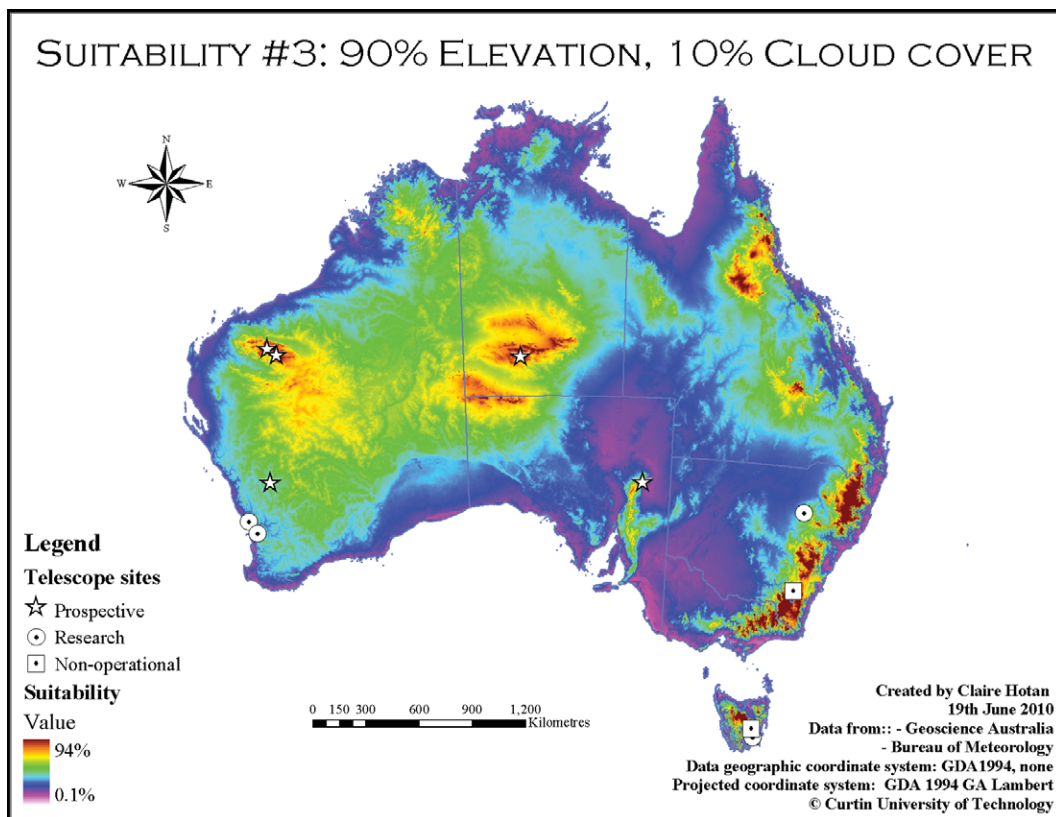 SUITABILITY #3: 90% ELEVATION, 10% CLOUD COVER
N
W
E
S
Legend
Telescope sites
Prospective
Research
Non-operational
Suitability
Value
94%
0.1%
0 150 300 600 900 1,200
Kilometres
Created by Claire Hotan
19th June 2010
Data from:: - Geoscience Australia
- Bureau of Meteorology
Data geographic coordinate system: GDA1994, none
Projected coordinate system: GDA 1994 GA Lambert
© Curtin University of Technology